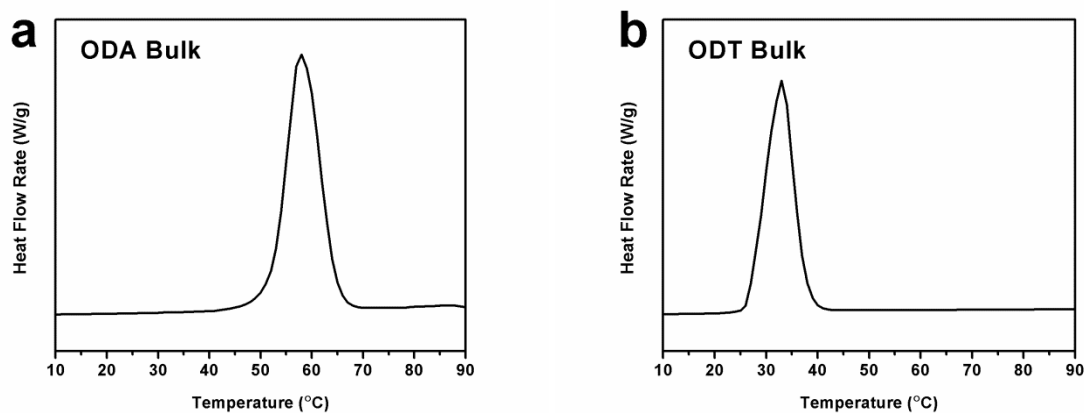 a
ODA Bulk
Heat Flow Rate (W/g)
10 20 30 40 50 60 70 80 90
Temperature (°C)
b
ODT Bulk
Heat Flow Rate (W/g)
10 20 30 40 50 60 70 80 90
Temperature (°C)